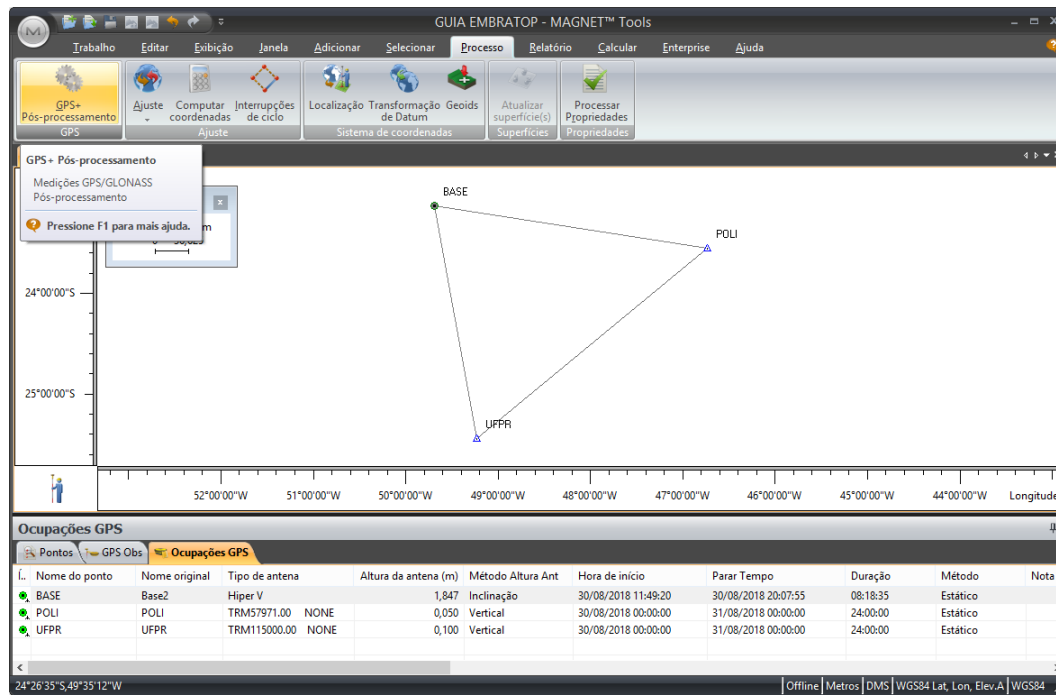 GUIA EMBRATOP - MAGNET™ Tools
Trabalho Editar Exibição Janela Adicionar Selecionar Processo Relatório Calcular Enterprise Ajuda
GPS+ Pós-processamento
Ajuste
Computar coordenadas
Interrupções de ciclo
Localização
Transformação de Datum
Geoids
Atualizar superfície(s)
Processar Propriedades
GPS Ajuste Sistema de coordenadas Superfícies Propriedades
GPS+ Pós-processamento
Medições GPS/GLONASS
Pós-processamento
Pressione F1 para mais ajuda.
m
BASE
POLI
UFPR
24°00'00"S
25°00'00"S
52°00'00"W 51°00'00"W 50°00'00"W 49°00'00"W 48°00'00"W 47°00'00"W 46°00'00"W 45°00'00"W 44°00'00"W Longitude
Ocupações GPS
Pontos GPS Obs Ocupações GPS
Í... Nome do ponto Nome original Tipo de antena Altura da antena (m) Método Altura Ant Hora de início Parar Tempo Duração Método Nota
BASE Base2 Hiper V 1,847 Inclinação 30/08/2018 11:49:20 30/08/2018 20:07:55 08:18:35 Estático
POLI POLI TRM57971.00 NONE 0,050 Vertical 30/08/2018 00:00:00 31/08/2018 00:00:00 24:00:00 Estático
UFPR UFPR TRM115000.00 NONE 0,100 Vertical 30/08/2018 00:00:00 31/08/2018 00:00:00 24:00:00 Estático
24°26'35"S,49°35'12"W
Offline Metros DMS WGS84 Lat, Lon, Elev.A WGS84